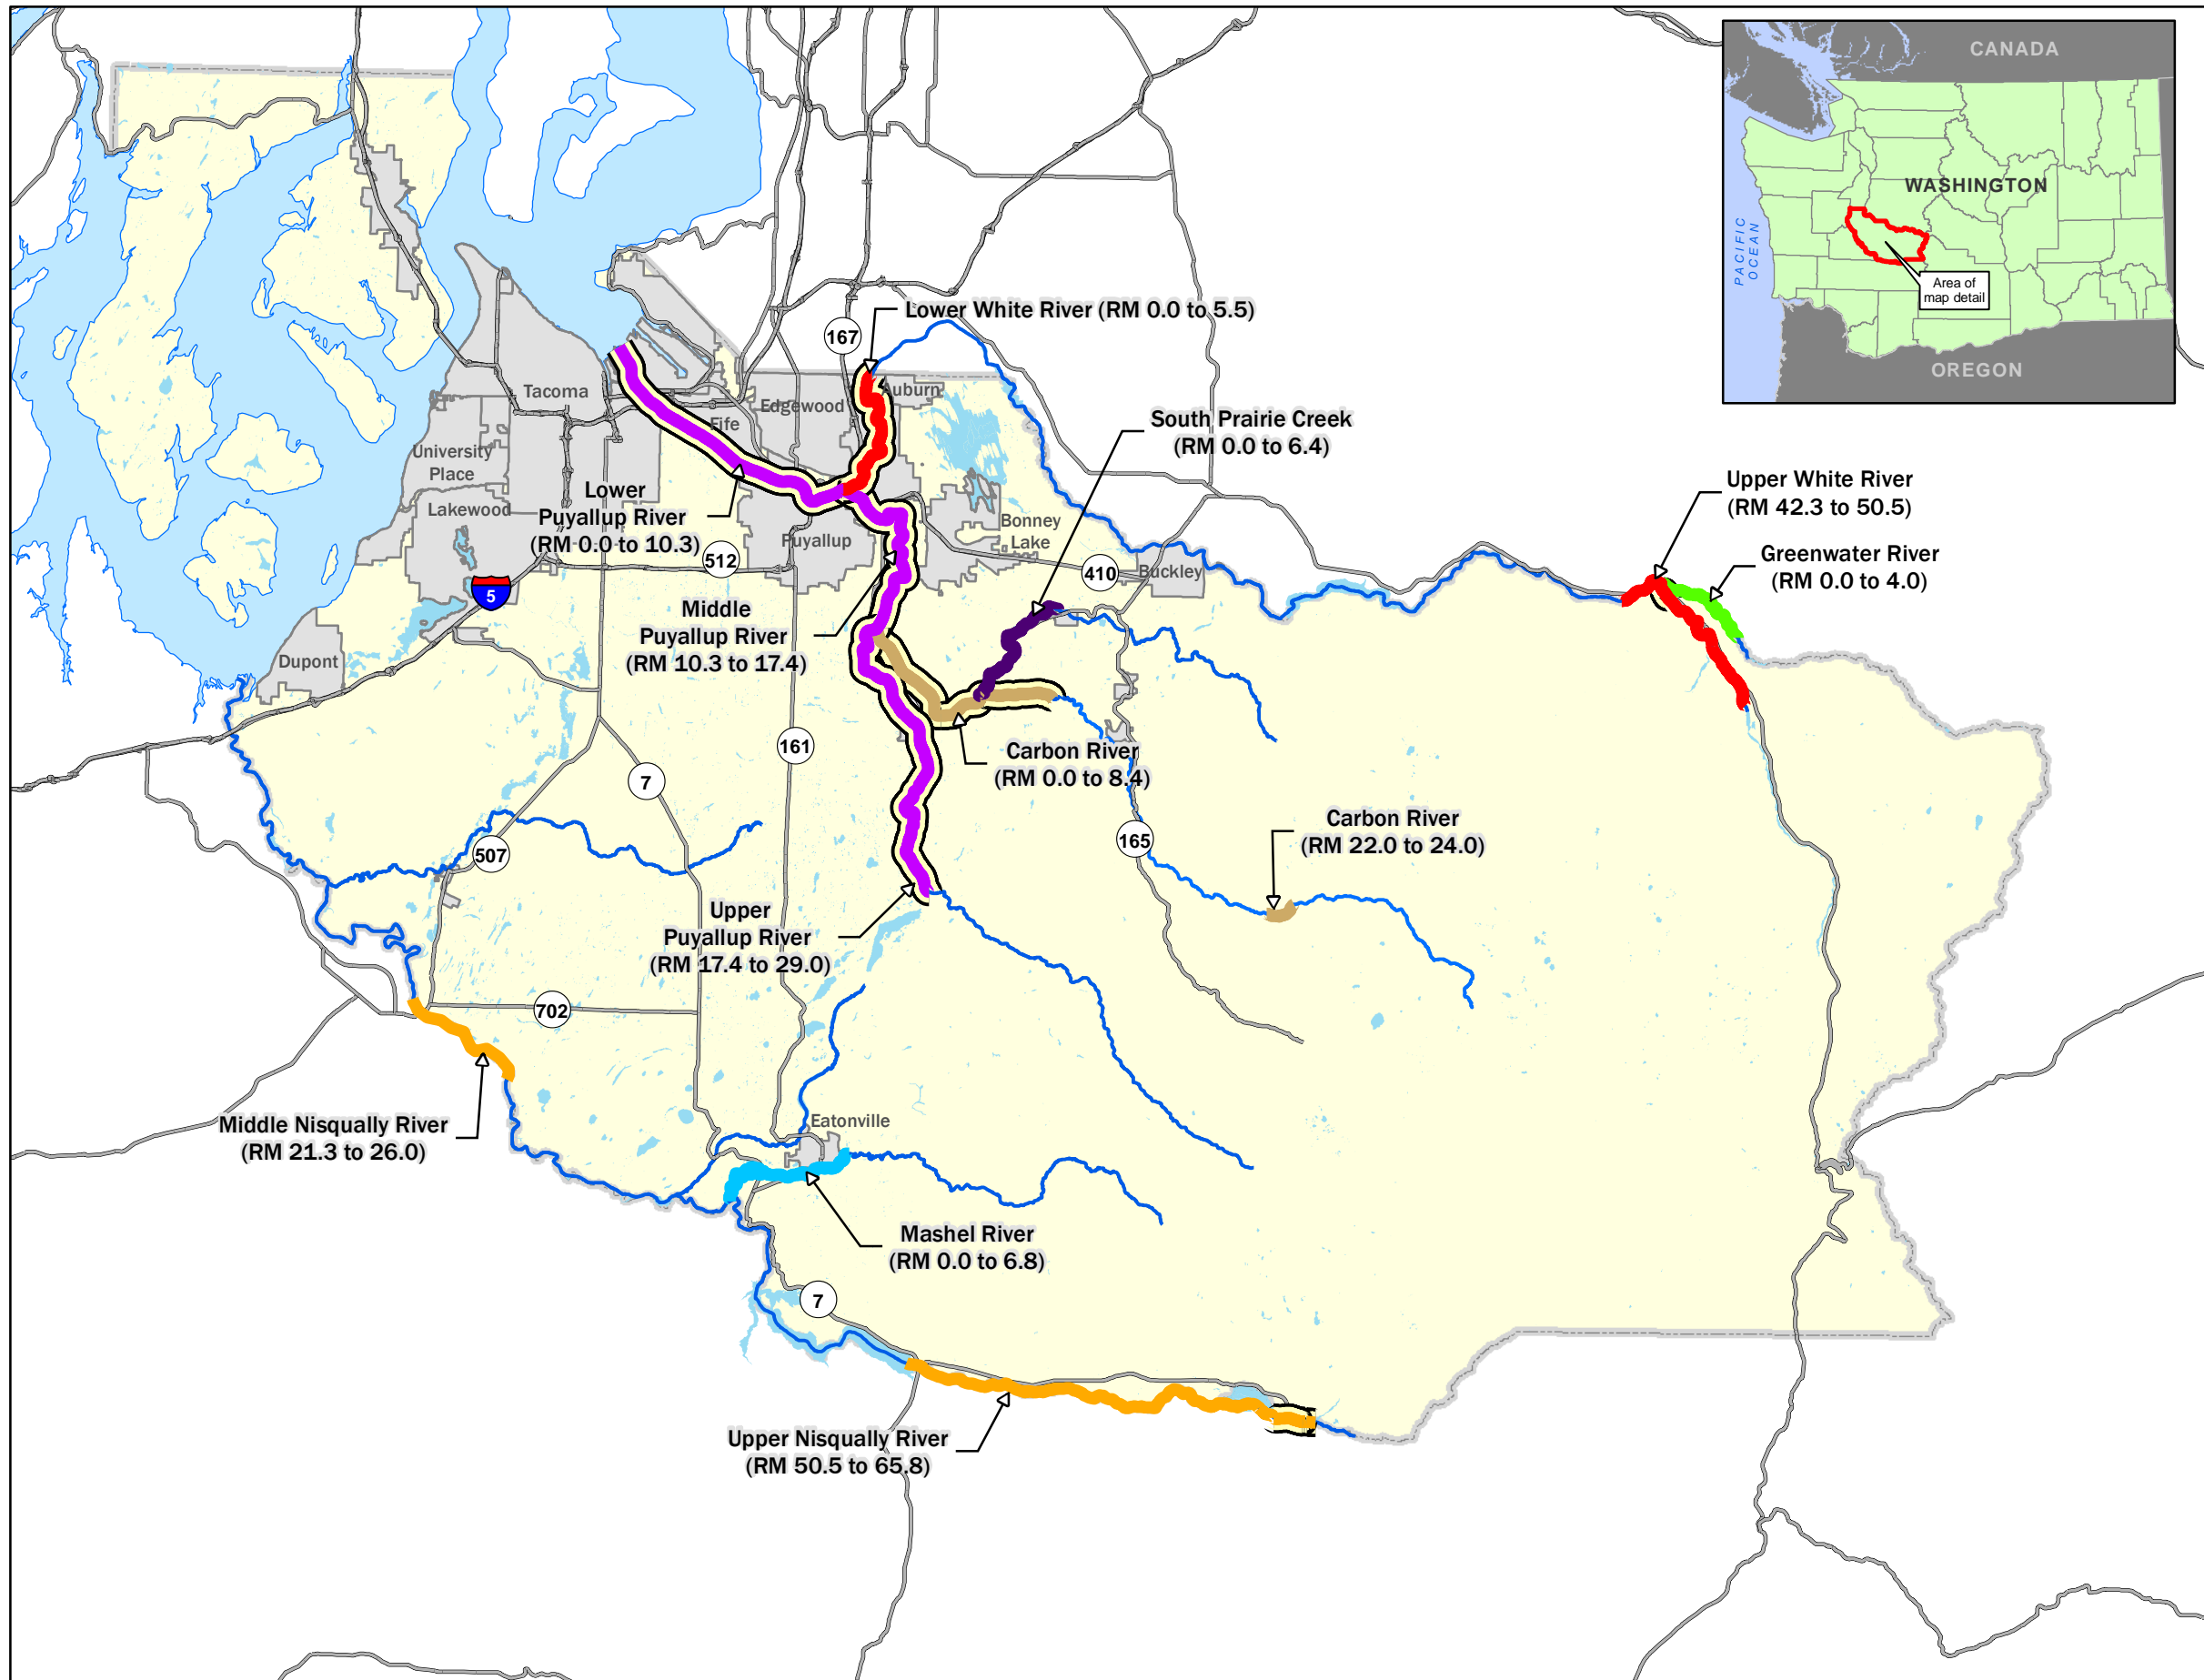 CANADA
WASHINGTON
PACIFIC
OCEAN
Area of
map detail
OREGON
Lower White River (RM 0.0 to 5.5)
167
Tacoma
Auburn
Edgewood
Fife
South Prairie Creek
(RM 0.0 to 6.4)
University
Place
Lakewood
Lower
Puyallup River
(RM 0.0 to 10.3)
512
Puyallup
Bonney
Lake
410
Buckley
Upper White River
(RM 42.3 to 50.5)
Greenwater River
(RM 0.0 to 4.0)
5
Dupont
Middle
Puyallup River
(RM 10.3 to 17.4)
161
7
Carbon River
(RM 0.0 to 8.4)
165
Carbon River
(RM 22.0 to 24.0)
507
Upper
Puyallup River
(RM 17.4 to 29.0)
702
Middle Nisqually River
(RM 21.3 to 26.0)
Eatonville
Mashel River
(RM 0.0 to 6.8)
7
Upper Nisqually River
(RM 50.5 to 65.8)